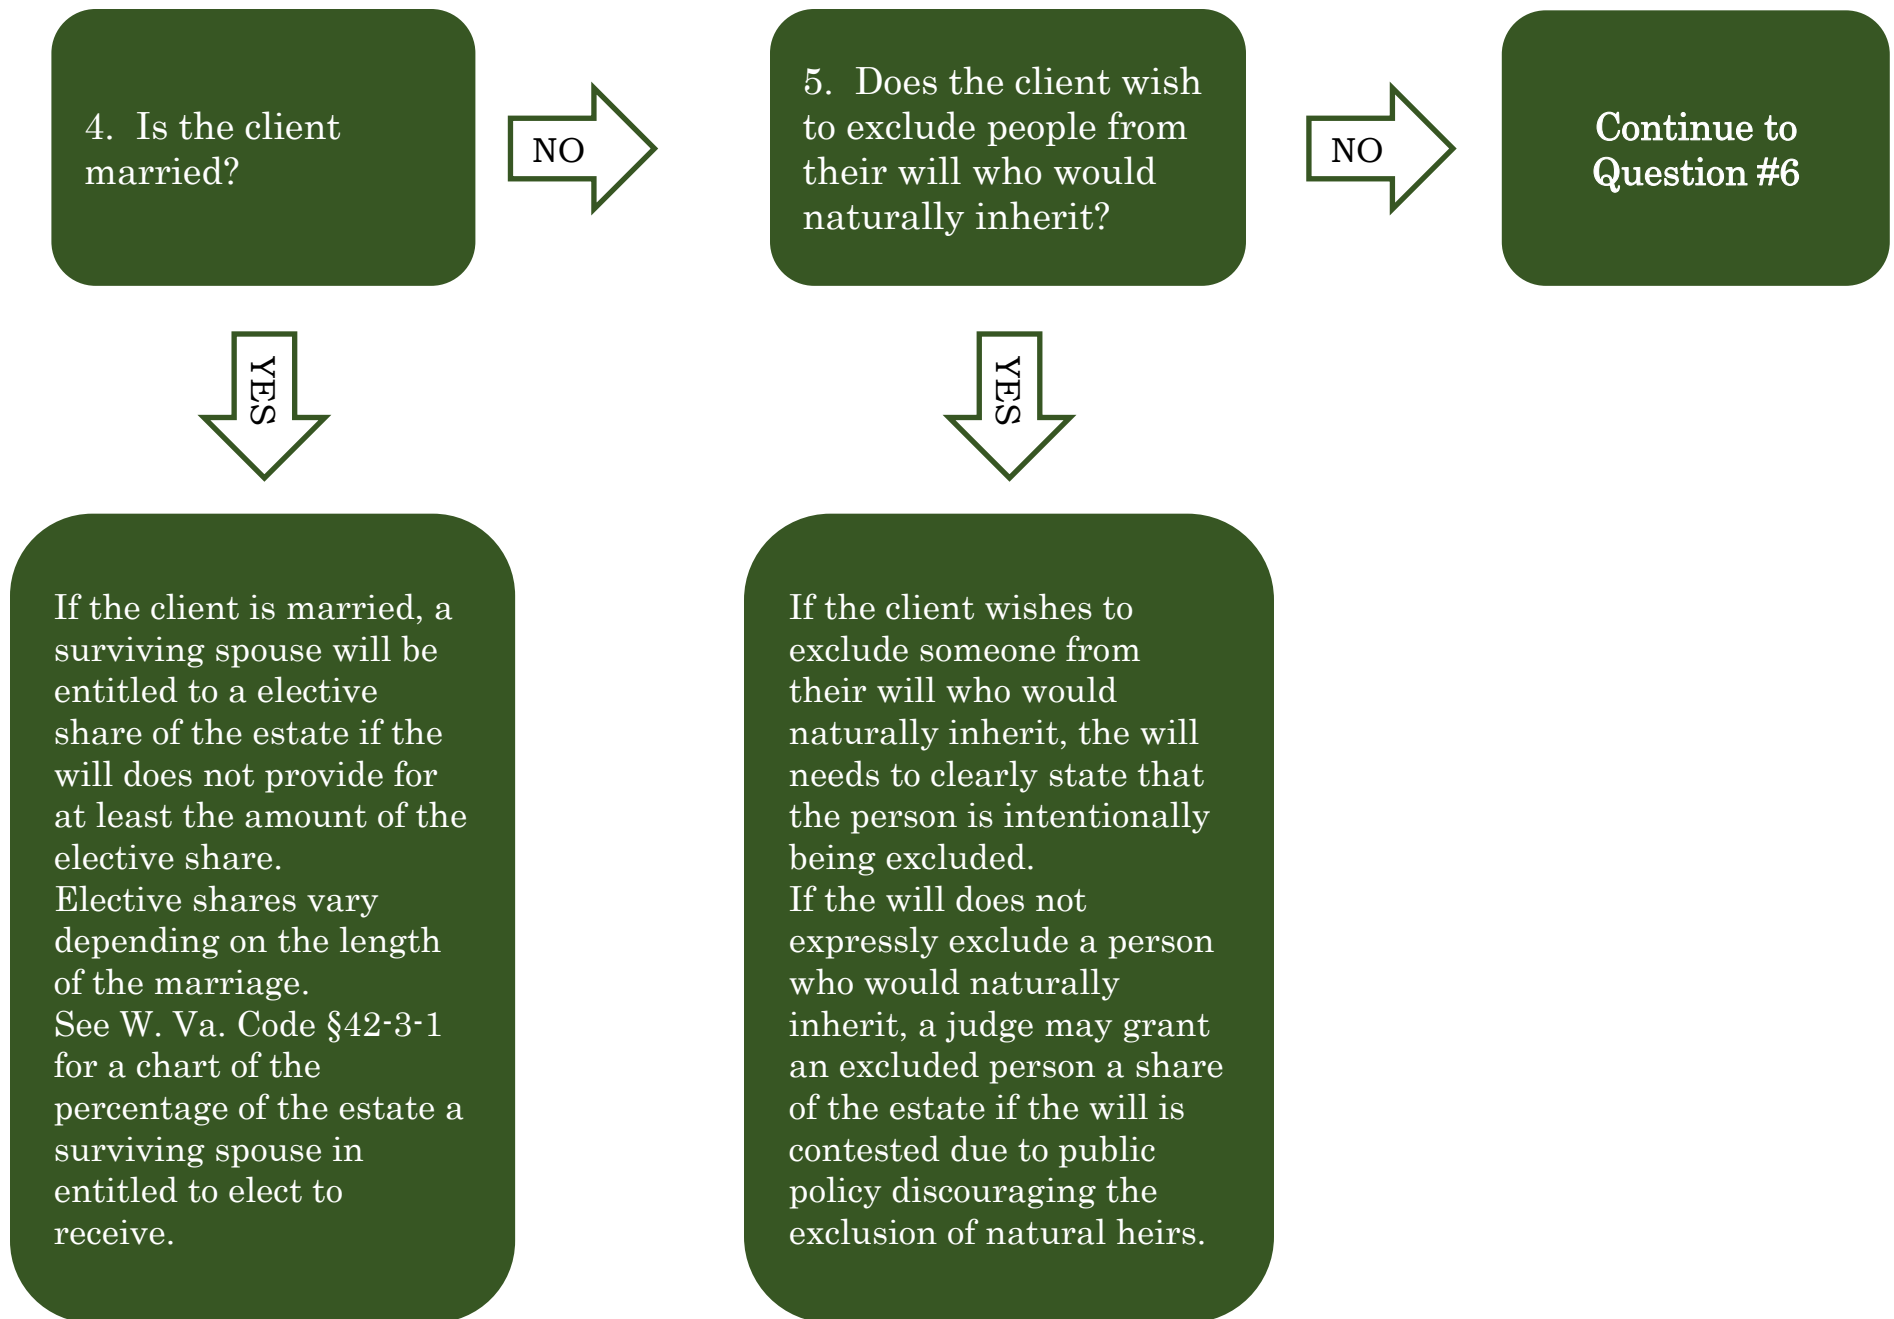 4.  Is the client
married?
NO
5.  Does the client wish
to exclude people from
their will who would
naturally inherit?
NO
Continue to
Question #6
YES
YES
If the client is married, a
surviving spouse will be
entitled to a elective
share of the estate if the
will does not provide for
at least the amount of the
elective share.
Elective shares vary
depending on the length
of the marriage.
See W. Va. Code §42-3-1
for a chart of the
percentage of the estate a
surviving spouse in
entitled to elect to
receive.
If the client wishes to
exclude someone from
their will who would
naturally inherit, the will
needs to clearly state that
the person is intentionally
being excluded.
If the will does not
expressly exclude a person
who would naturally
inherit, a judge may grant
an excluded person a share
of the estate if the will is
contested due to public
policy discouraging the
exclusion of natural heirs.